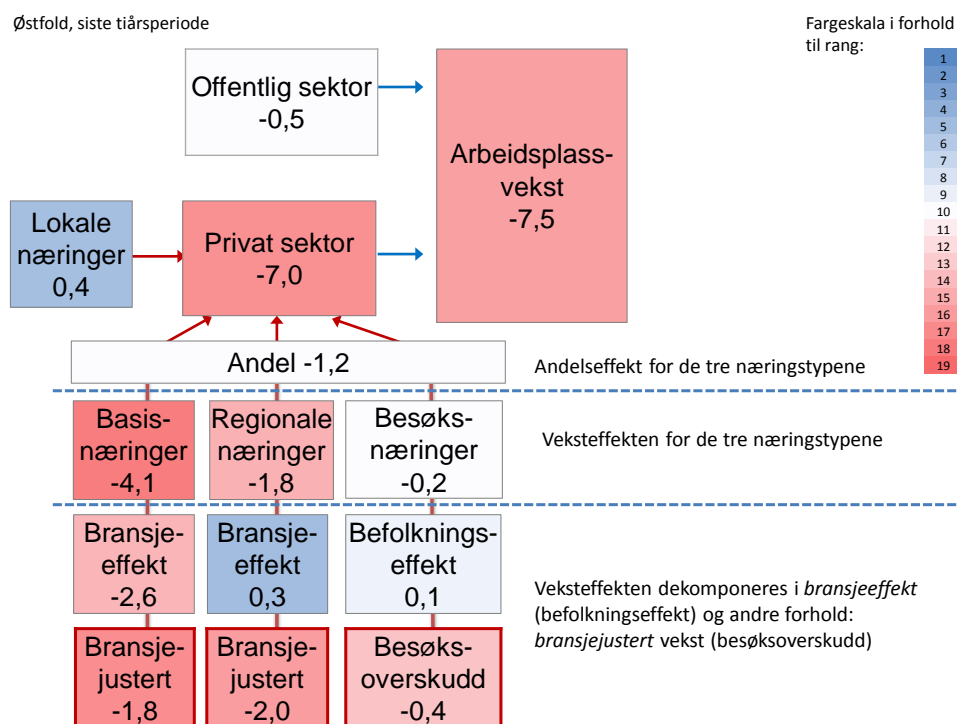 Østfold, siste tiårsperiode
Fargeskala i forhold
til rang:
1
2
3
4
5
6
7
8
9
10
11
12
13
14
15
16
17
18
19
Offentlig sektor
-0,5
Arbeidsplass-
vekst
-7,5
Lokale
næringer
0,4
Privat sektor
-7,0
Andel -1,2
Andelseffekt for de tre næringstypene
Basis-
næringer
-4,1
Regionale
næringer
-1,8
Besøks-
næringer
-0,2
Veksteffekten for de tre næringstypene
Bransje-
effekt
-2,6
Bransje-
effekt
0,3
Befolknings-
effekt
0,1
Veksteffekten dekomponeres i bransjeeffekt
(befolkningseffekt) og andre forhold:
bransjejustert vekst (besøksoverskudd)
Bransje-
justert
-1,8
Bransje-
justert
-2,0
Besøks-
overskudd
-0,4